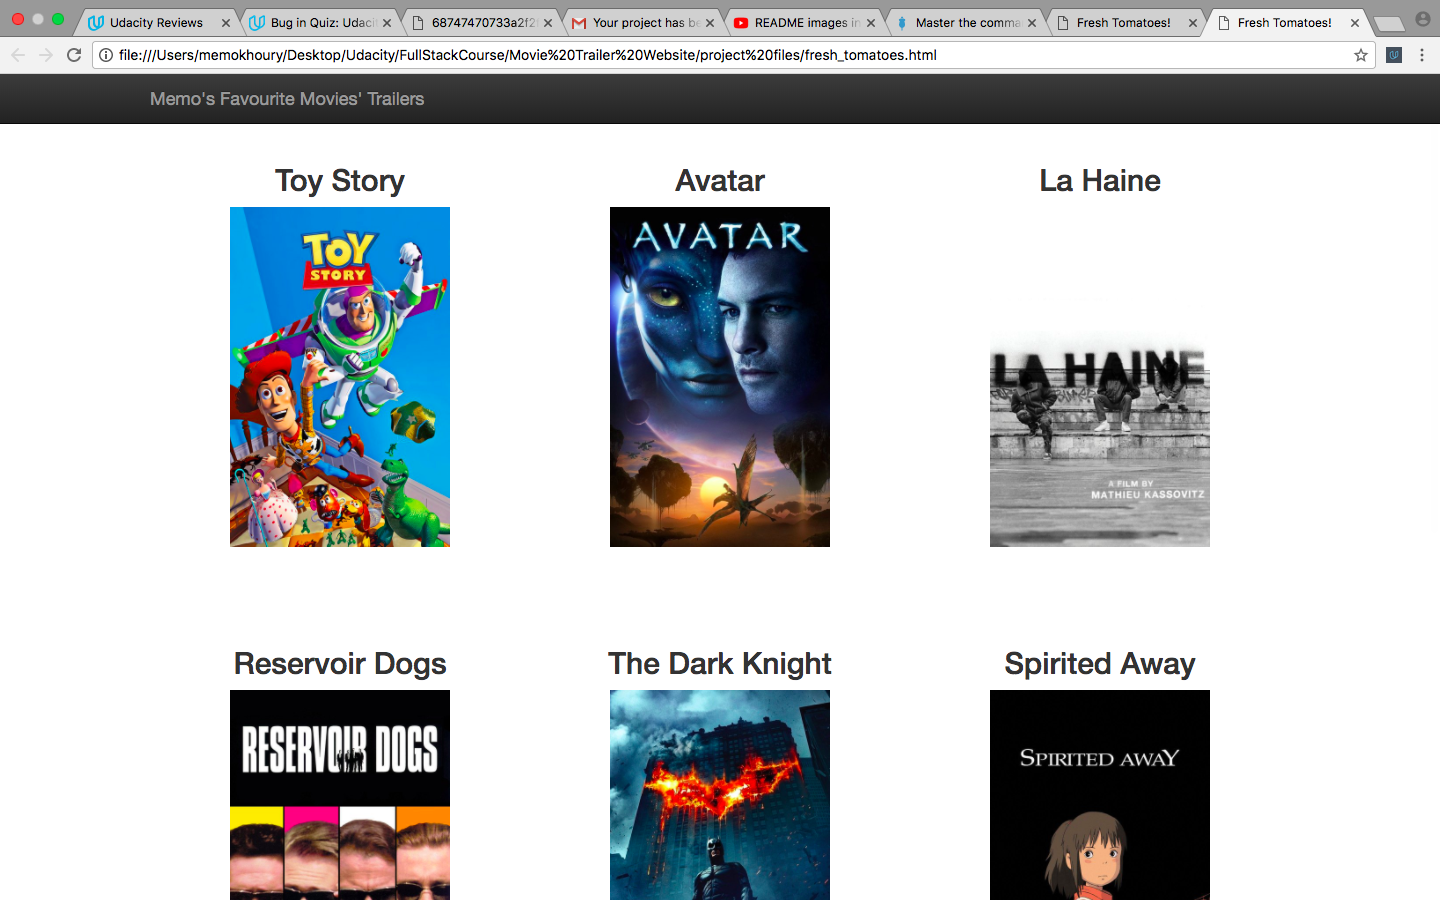 Udacity Reviews
Bug in Quiz: Udaci
68747470733a2f2
Your project has be
README images in
Master the comma
Fresh Tomatoes!
Fresh Tomatoes!
file:///Users/memokhoury/Desktop/Udacity/FullStackCourse/Movie%20Trailer%20Website/project%20files/fresh_tomatoes.html
Memo's Favourite Movies' Trailers
Toy Story
Avatar
La Haine
TOY
STORY
AVATAR
LA HAINE
A FILM BY
MATHIEU KASSOVITZ
Reservoir Dogs
The Dark Knight
Spirited Away
RESERVOIR DOGS
SPIRITED AWAY